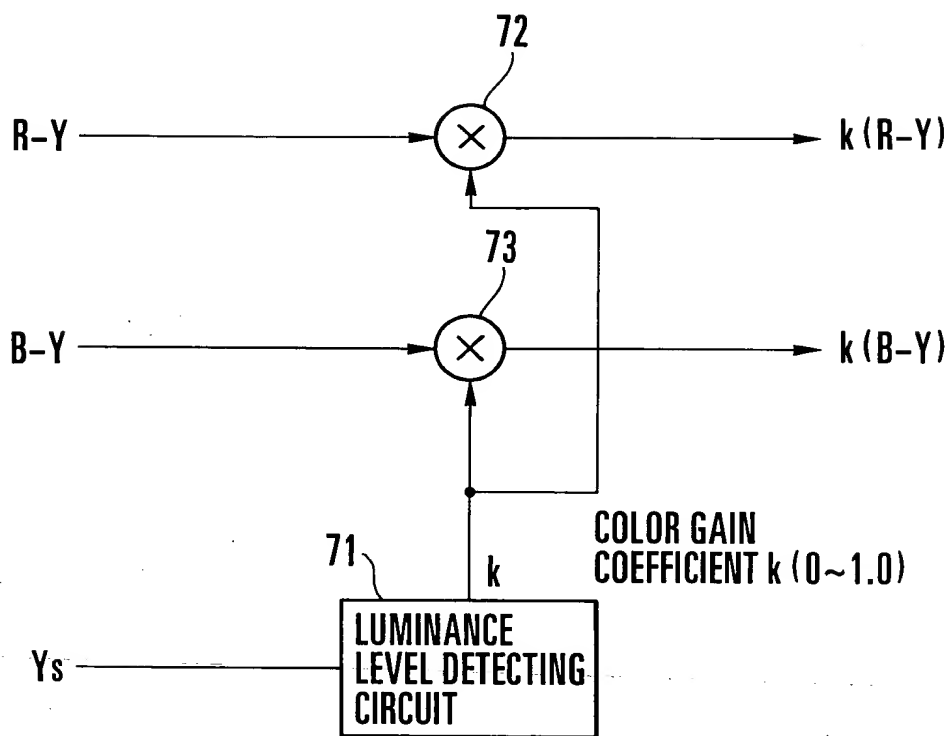 72
R-Y
k (R-Y)
73
B-Y
k (B-Y)
COLOR GAIN
COEFFICIENT k (0~1.0)
71
k
LUMINANCE
LEVEL DETECTING
CIRCUIT
Ys